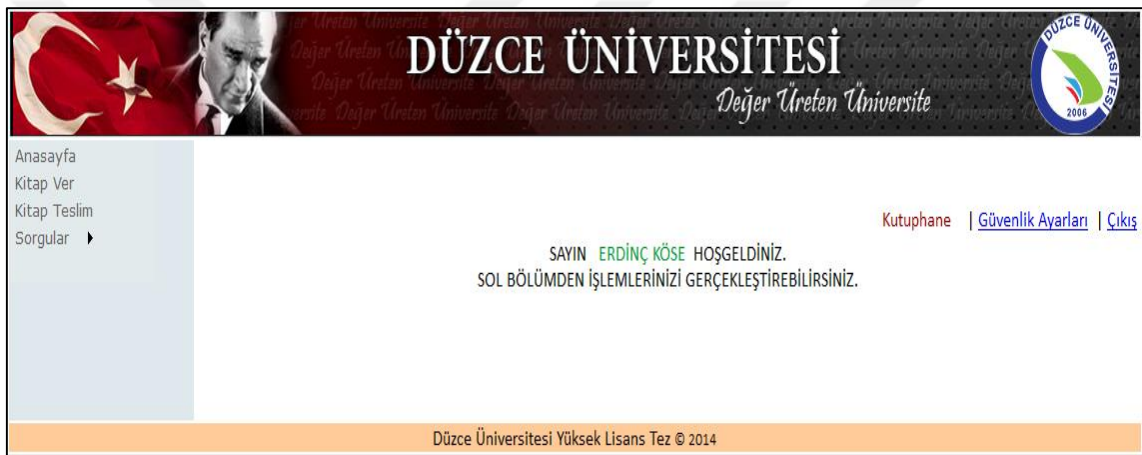 DÜZCE ÜNİVERSİTESİ
Değer Üreten Üniversite
DÜZCE ÜNİVERSİTESİ
2006
Anasayfa
Kitap Ver
Kitap Teslim
Sorgular
Kutuphane | Güvenlik Ayarları | Çıkış
SAYIN ERDİNÇ KÖSE HOŞGELDİNİZ.
SOL BÖLÜMDEN İŞLEMLERİNİZİ GERÇEKLEŞTİREBİLİRSİNİZ.
Düzce Üniversitesi Yüksek Lisans Tez © 2014